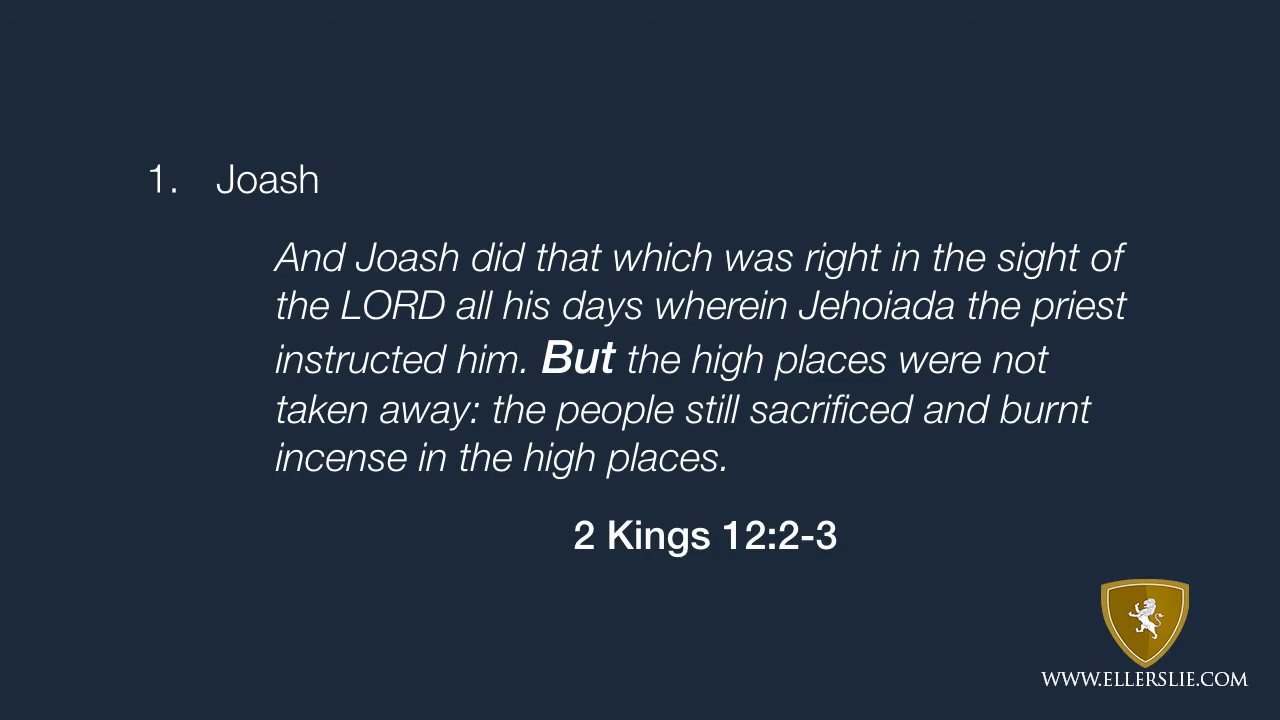 1. Joash
And Joash did that which was right in the sight of
the LORD all his days wherein Jehoiada the priest
instructed him. But the high places were not
taken away: the people still sacrificed and burnt
incense in the high places.
2 Kings 12:2-3
WWW.ELLERSLIE.COM